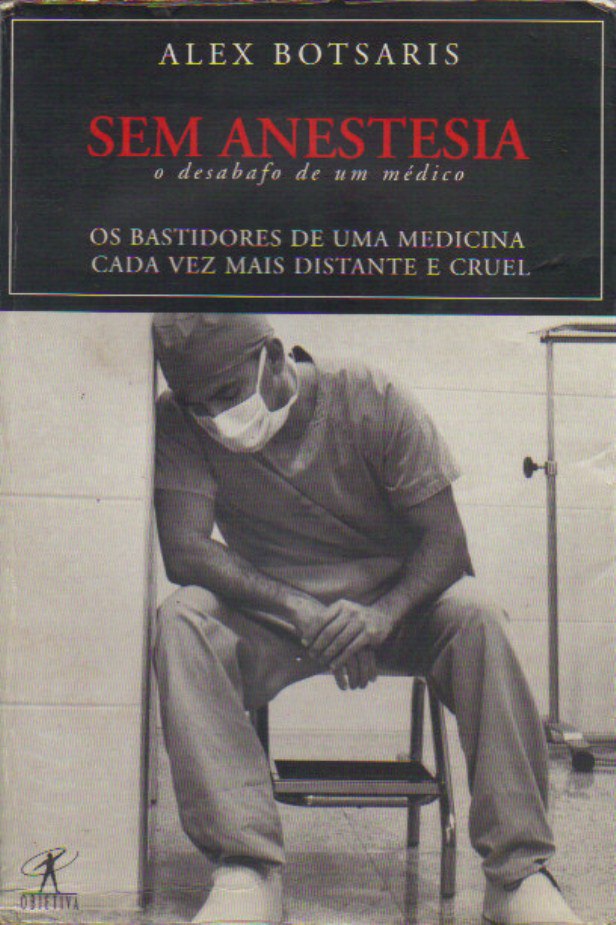 ALEX BOTSARIS
SEM ANESTESIA
o desabafo de um médico
OS BASTIDORES DE UMA MEDICINA
CADA VEZ MAIS DISTANTE E CRUEL
OBJETIVA